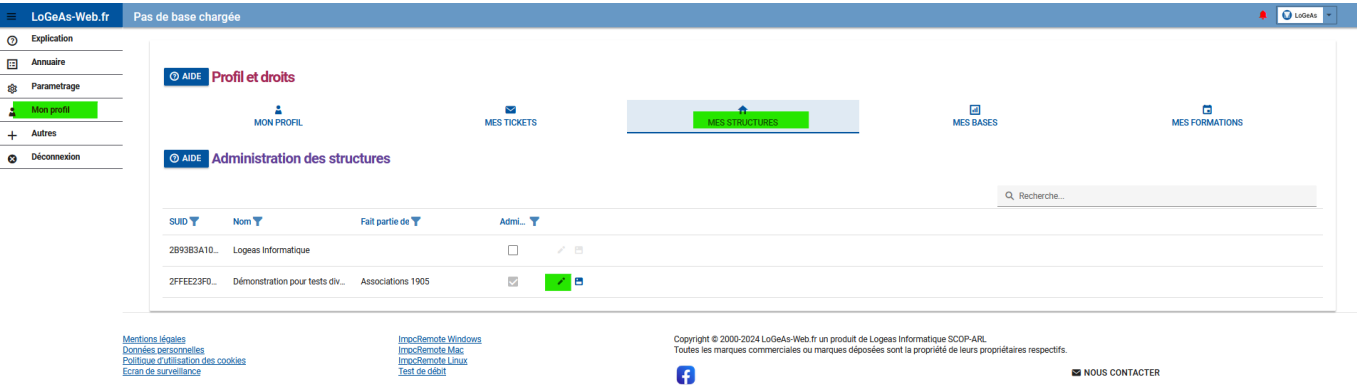 LoGeAs-Web.fr
Pas de base chargée
LoGeAs
Explication
Annuaire
Parametrage
Mon profil
Autres
Déconnexion
AIDE Profil et droits
MON PROFIL
MES TICKETS
MES STRUCTURES
MES BASES
MES FORMATIONS
AIDE Administration des structures
Recherche...
SUID Nom Fait partie de Admi...
2B93B3A10... Logeas Informatique
2FFEE23F0... Démonstration pour tests div... Associations 1905
Mentions légales
Données personnelles
Politique d'utilisation des cookies
Ecran de surveillance
ImpcRemote Windows
ImpcRemote Mac
ImpcRemote Linux
Test de débit
Copyright © 2000-2024 LoGeAs-Web.fr un produit de Logeas Informatique SCOP-ARL
Toutes les marques commerciales ou marques déposées sont la propriété de leurs propriétaires respectifs.
NOUS CONTACTER